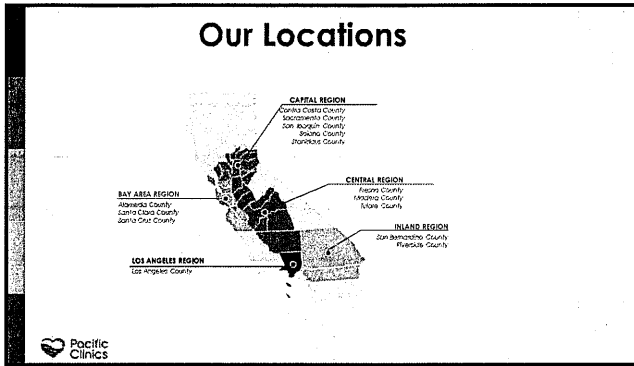 Our Locations
CAPITAL REGION
Contra Costa County
Sacramento County
San Joaquin County
Solano County
Stanislaus County
CENTRAL REGION
Fresno County
Madera County
Tulare County
BAY AREA REGION
Alameda County
Santa Clara County
Santa Cruz County
INLAND REGION
San Bernardino County
Riverside County
LOS ANGELES REGION
Los Angeles County
Pacific
Clinics